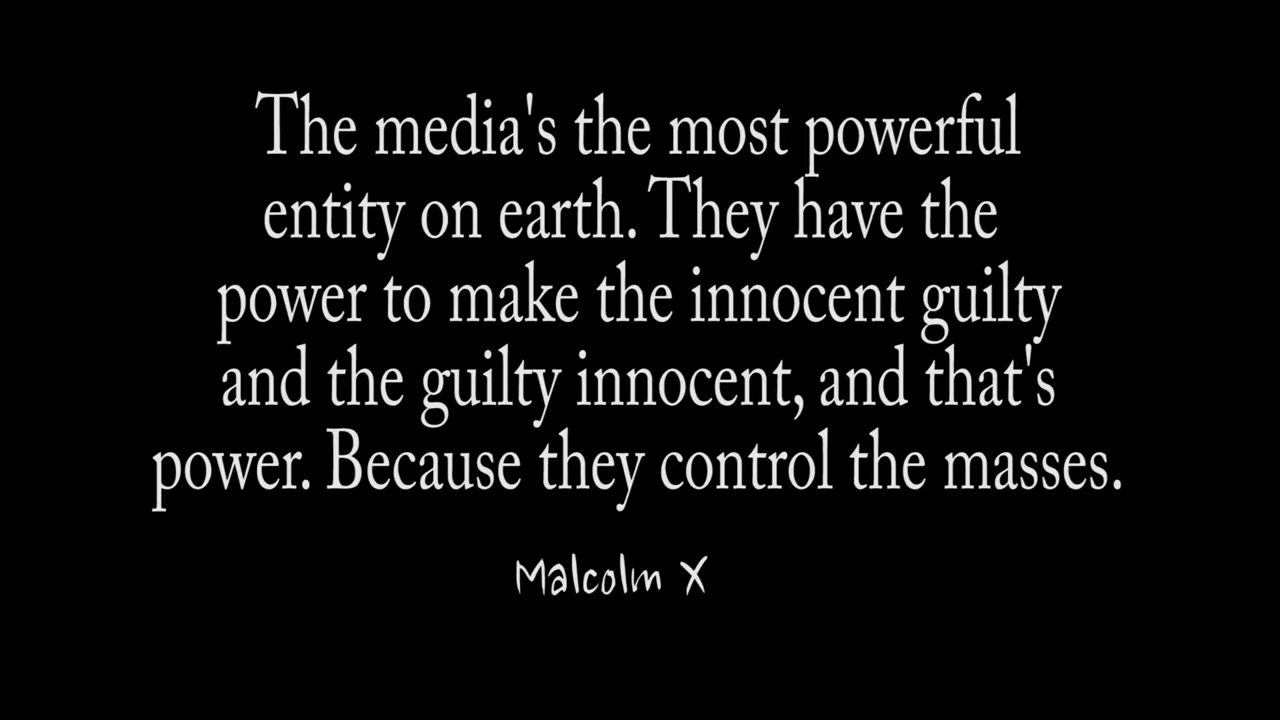 The media's the most powerful
entity on earth. They have the
power to make the innocent guilty
and the guilty innocent, and that's
power. Because they control the masses.
Malcolm X